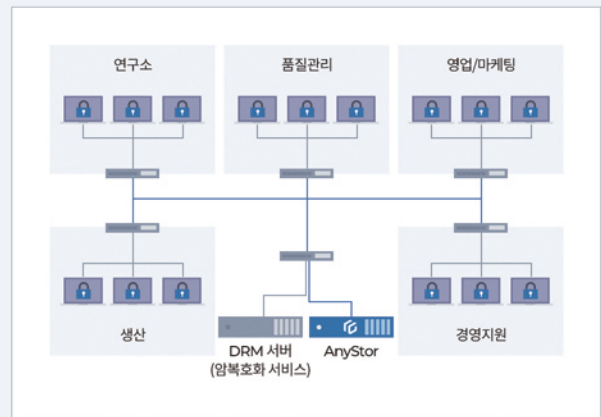 연구소
품질관리
영업/마케팅
생산
경영지원
DRM 서버
(암복호화 서비스)
AnyStor